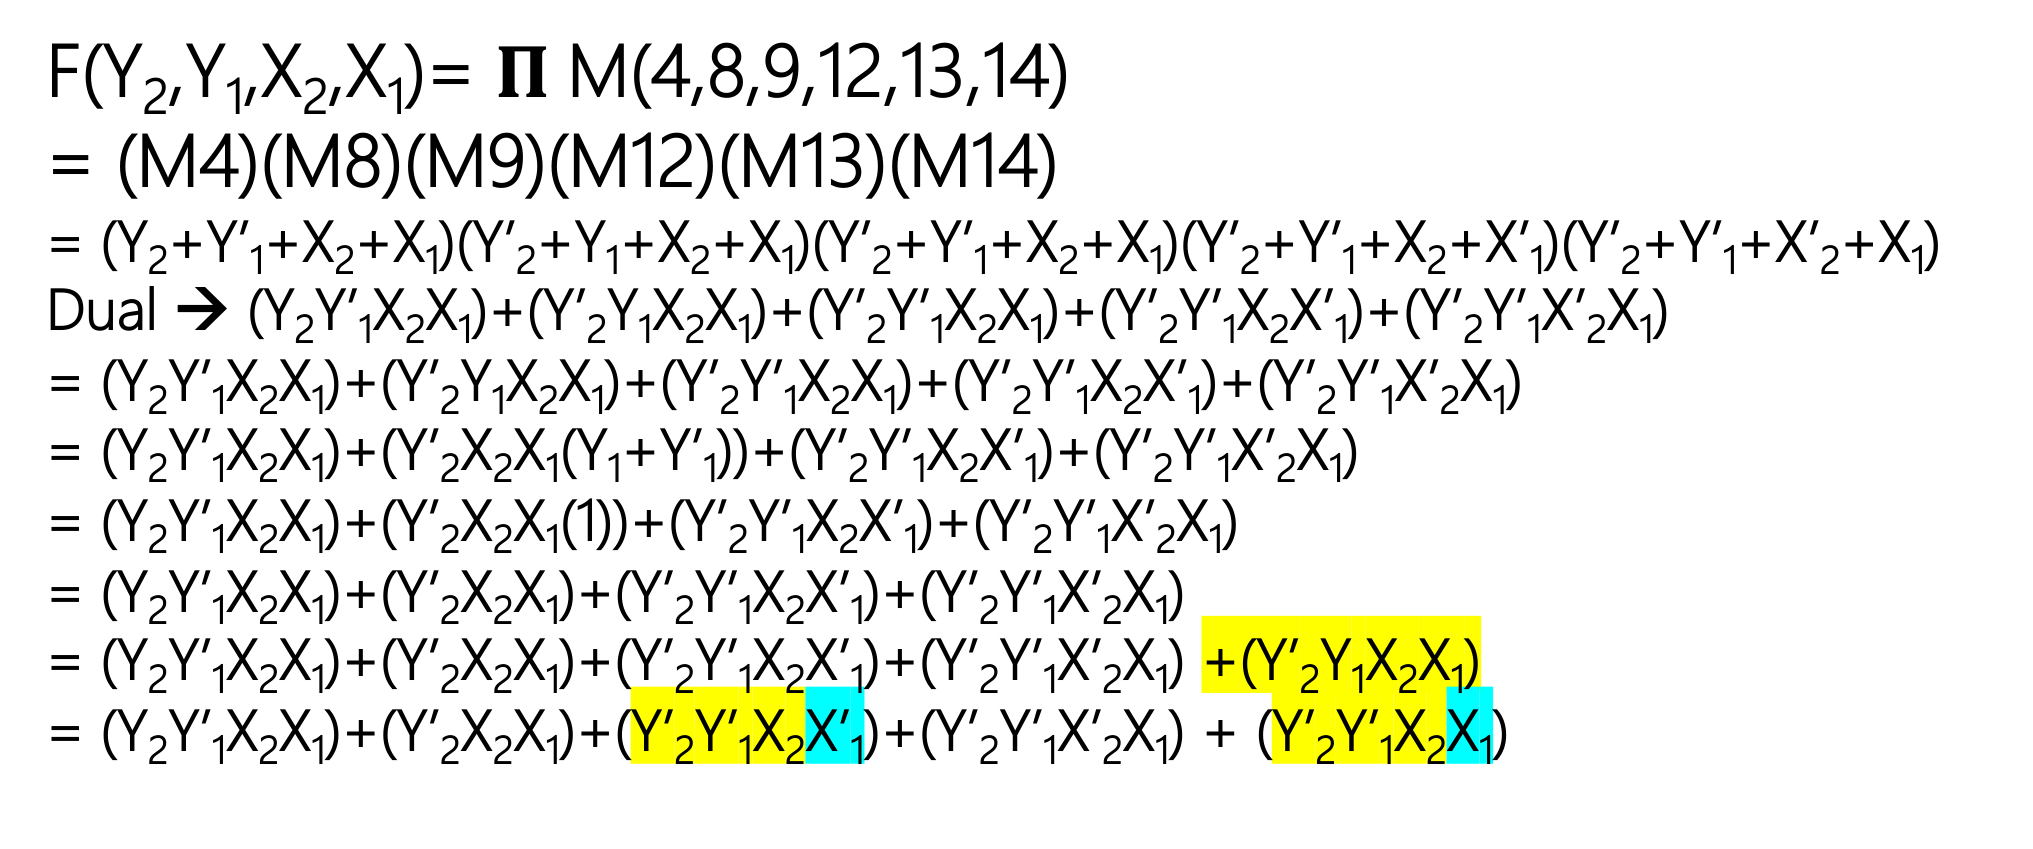 F(Y₂,Y₁,X₂,X₁)= Π M(4,8,9,12,13,14)
= (M4)(M8)(M9)(M12)(M13)(M14)
= (Y₂+Y′₁+X₂+X₁)(Y′₂+Y₁+X₂+X₁)(Y′₂+Y′₁+X₂+X₁)(Y′₂+Y′₁+X₂+X′₁)(Y′₂+Y′₁+X′₂+X₁)
Dual → (Y₂Y′₁X₂X₁)+(Y′₂Y₁X₂X₁)+(Y′₂Y′₁X₂X₁)+(Y′₂Y′₁X₂X′₁)+(Y′₂Y′₁X′₂X₁)
= (Y₂Y′₁X₂X₁)+(Y′₂Y₁X₂X₁)+(Y′₂Y′₁X₂X₁)+(Y′₂Y′₁X₂X′₁)+(Y′₂Y′₁X′₂X₁)
= (Y₂Y′₁X₂X₁)+(Y′₂X₂X₁(Y₁+Y′₁))+(Y′₂Y′₁X₂X′₁)+(Y′₂Y′₁X′₂X₁)
= (Y₂Y′₁X₂X₁)+(Y′₂X₂X₁(1))+(Y′₂Y′₁X₂X′₁)+(Y′₂Y′₁X′₂X₁)
= (Y₂Y′₁X₂X₁)+(Y′₂X₂X₁)+(Y′₂Y′₁X₂X′₁)+(Y′₂Y′₁X′₂X₁)
= (Y₂Y′₁X₂X₁)+(Y′₂X₂X₁)+(Y′₂Y′₁X₂X′₁)+(Y′₂Y′₁X′₂X₁) +(Y′₂Y₁X₂X₁)
= (Y₂Y′₁X₂X₁)+(Y′₂X₂X₁)+(Y′₂Y′₁X₂X′₁)+(Y′₂Y′₁X′₂X₁) + (Y′₂Y′₁X₂X₁)